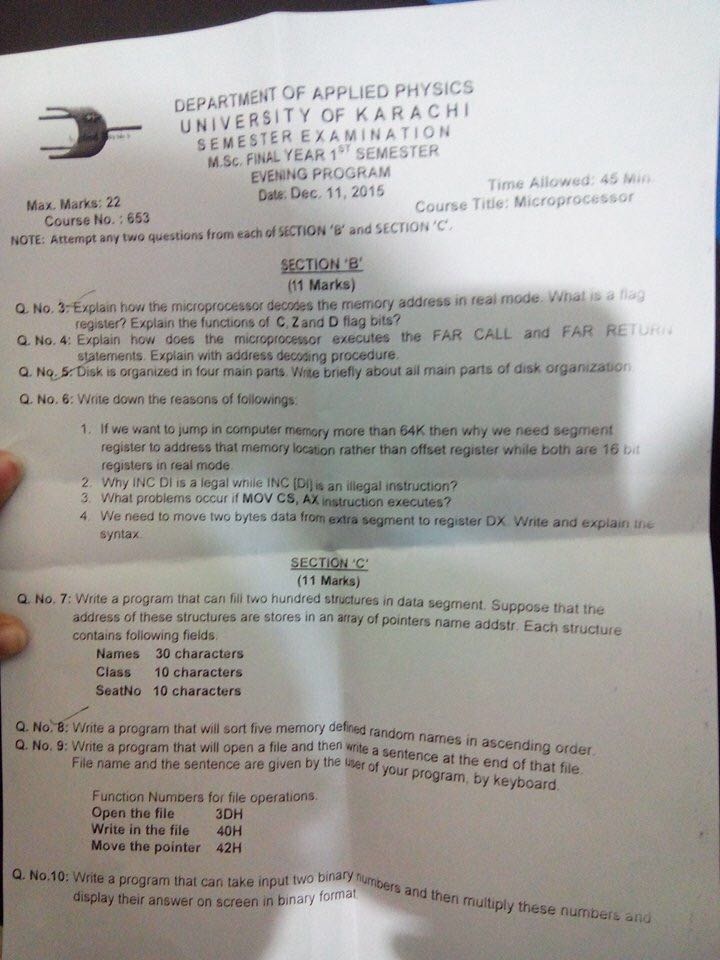 DEPARTMENT OF APPLIED PHYSICS
UNIVERSITY OF KARACHI
SEMESTER EXAMINATION
M.Sc. FINAL YEAR 1ST SEMESTER
EVENING PROGRAM
Date: Dec. 11, 2015
Max. Marks: 22
Time Allowed: 45 Min.
Course No. : 653
Course Title: Microprocessor
NOTE: Attempt any two questions from each of SECTION 'B' and SECTION 'C'.
SECTION 'B'
(11 Marks)
Q. No. 3: Explain how the microprocessor decodes the memory address in real mode. What is a flag
register? Explain the functions of C, Z and D flag bits?
Q. No. 4: Explain how does the microprocessor executes the FAR CALL and FAR RETURN
statements. Explain with address decoding procedure.
Q. No. 5: Disk is organized in four main parts. Write briefly about all main parts of disk organization
Q. No. 6: Write down the reasons of followings:
1. If we want to jump in computer memory more than 64K then why we need segment
register to address that memory location rather than offset register while both are 16 bit
registers in real mode.
2. Why INC DI is a legal while INC [DI] is an illegal instruction?
3. What problems occur if MOV CS, AX instruction executes?
4. We need to move two bytes data from extra segment to register DX. Write and explain the
syntax.
SECTION 'C'
(11 Marks)
Q. No. 7: Write a program that can fill two hundred structures in data segment. Suppose that the
address of these structures are stores in an array of pointers name addstr. Each structure
contains following fields.
Names 30 characters
Class 10 characters
SeatNo 10 characters
Q. No. 8: Write a program that will sort five memory defined random names in ascending order.
Q. No. 9: Write a program that will open a file and then write a sentence at the end of that file.
File name and the sentence are given by the user of your program, by keyboard.
Function Numbers for file operations.
Open the file 3DH
Write in the file 40H
Move the pointer 42H
Q. No.10: Write a program that can take input two binary numbers and then multiply these numbers and
display their answer on screen in binary format.